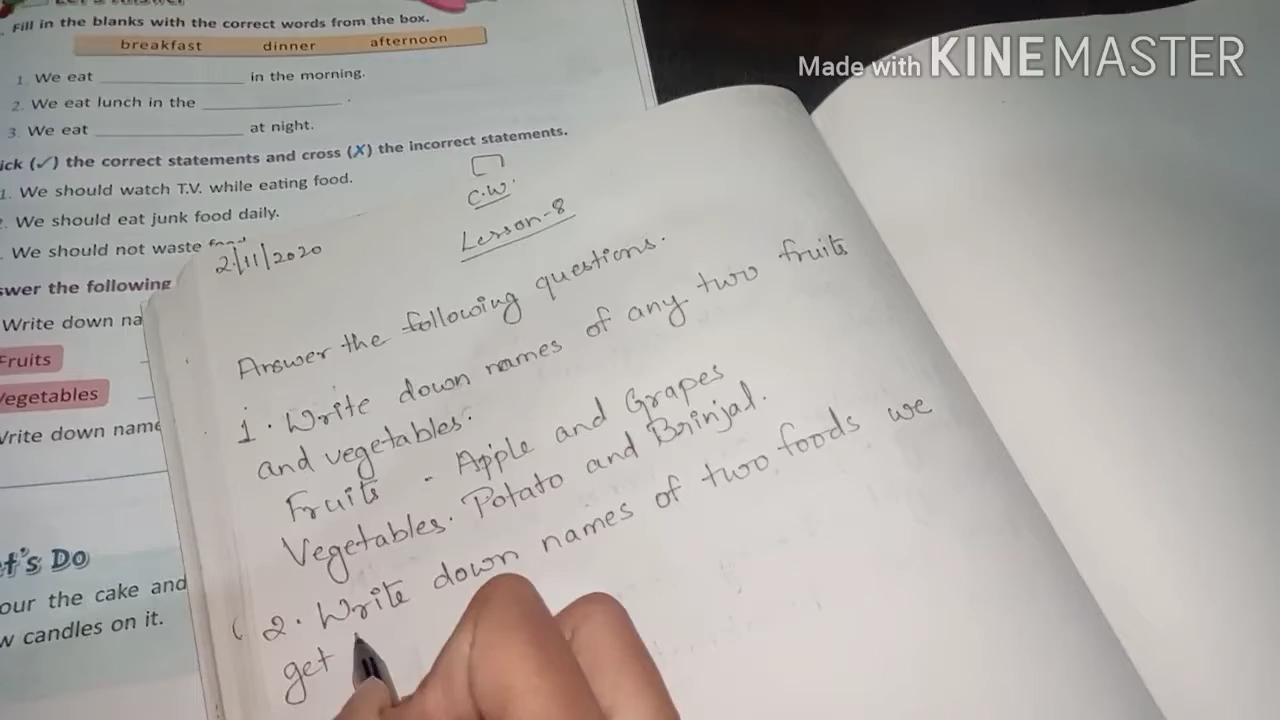 Fill in the blanks with the correct words from the box.
breakfast dinner afternoon
1. We eat ____________ in the morning.
2. We eat lunch in the ____________ .
3. We eat ____________ at night.
ick (✓) the correct statements and cross (X) the incorrect statements.
1. We should watch T.V. while eating food.
We should eat junk food daily.
We should not waste
swer the following
Write down na
Fruits
Vegetables
Write down name
et's Do
our the cake and
w candles on it.
Made with KINEMASTER
C.W.
2/11/2020
Lesson-8
Answer the following questions.
1. Write down names of any two fruits
and vegetables.
Fruits - Apple and Grapes
Vegetables. Potato and Brinjal.
2. Write down names of two foods we
get